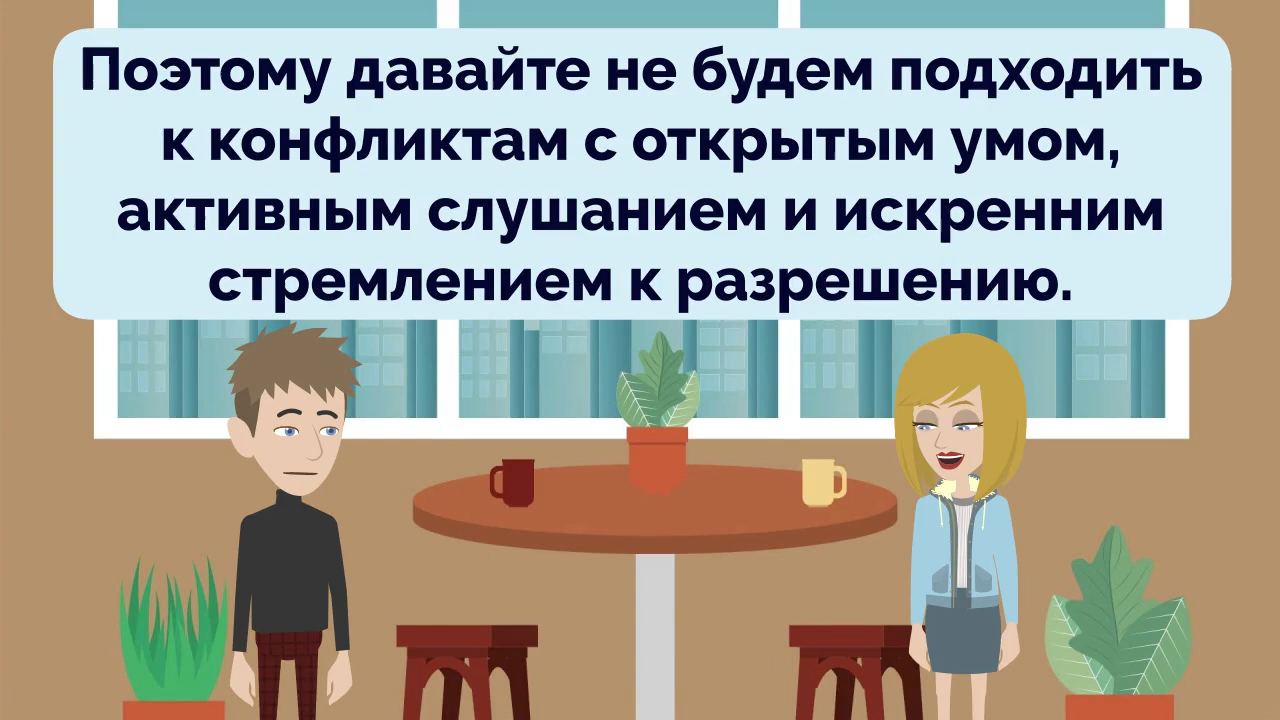 Поэтому давайте не будем подходить
к конфликтам с открытым умом,
активным слушанием и искренним
стремлением к разрешению.